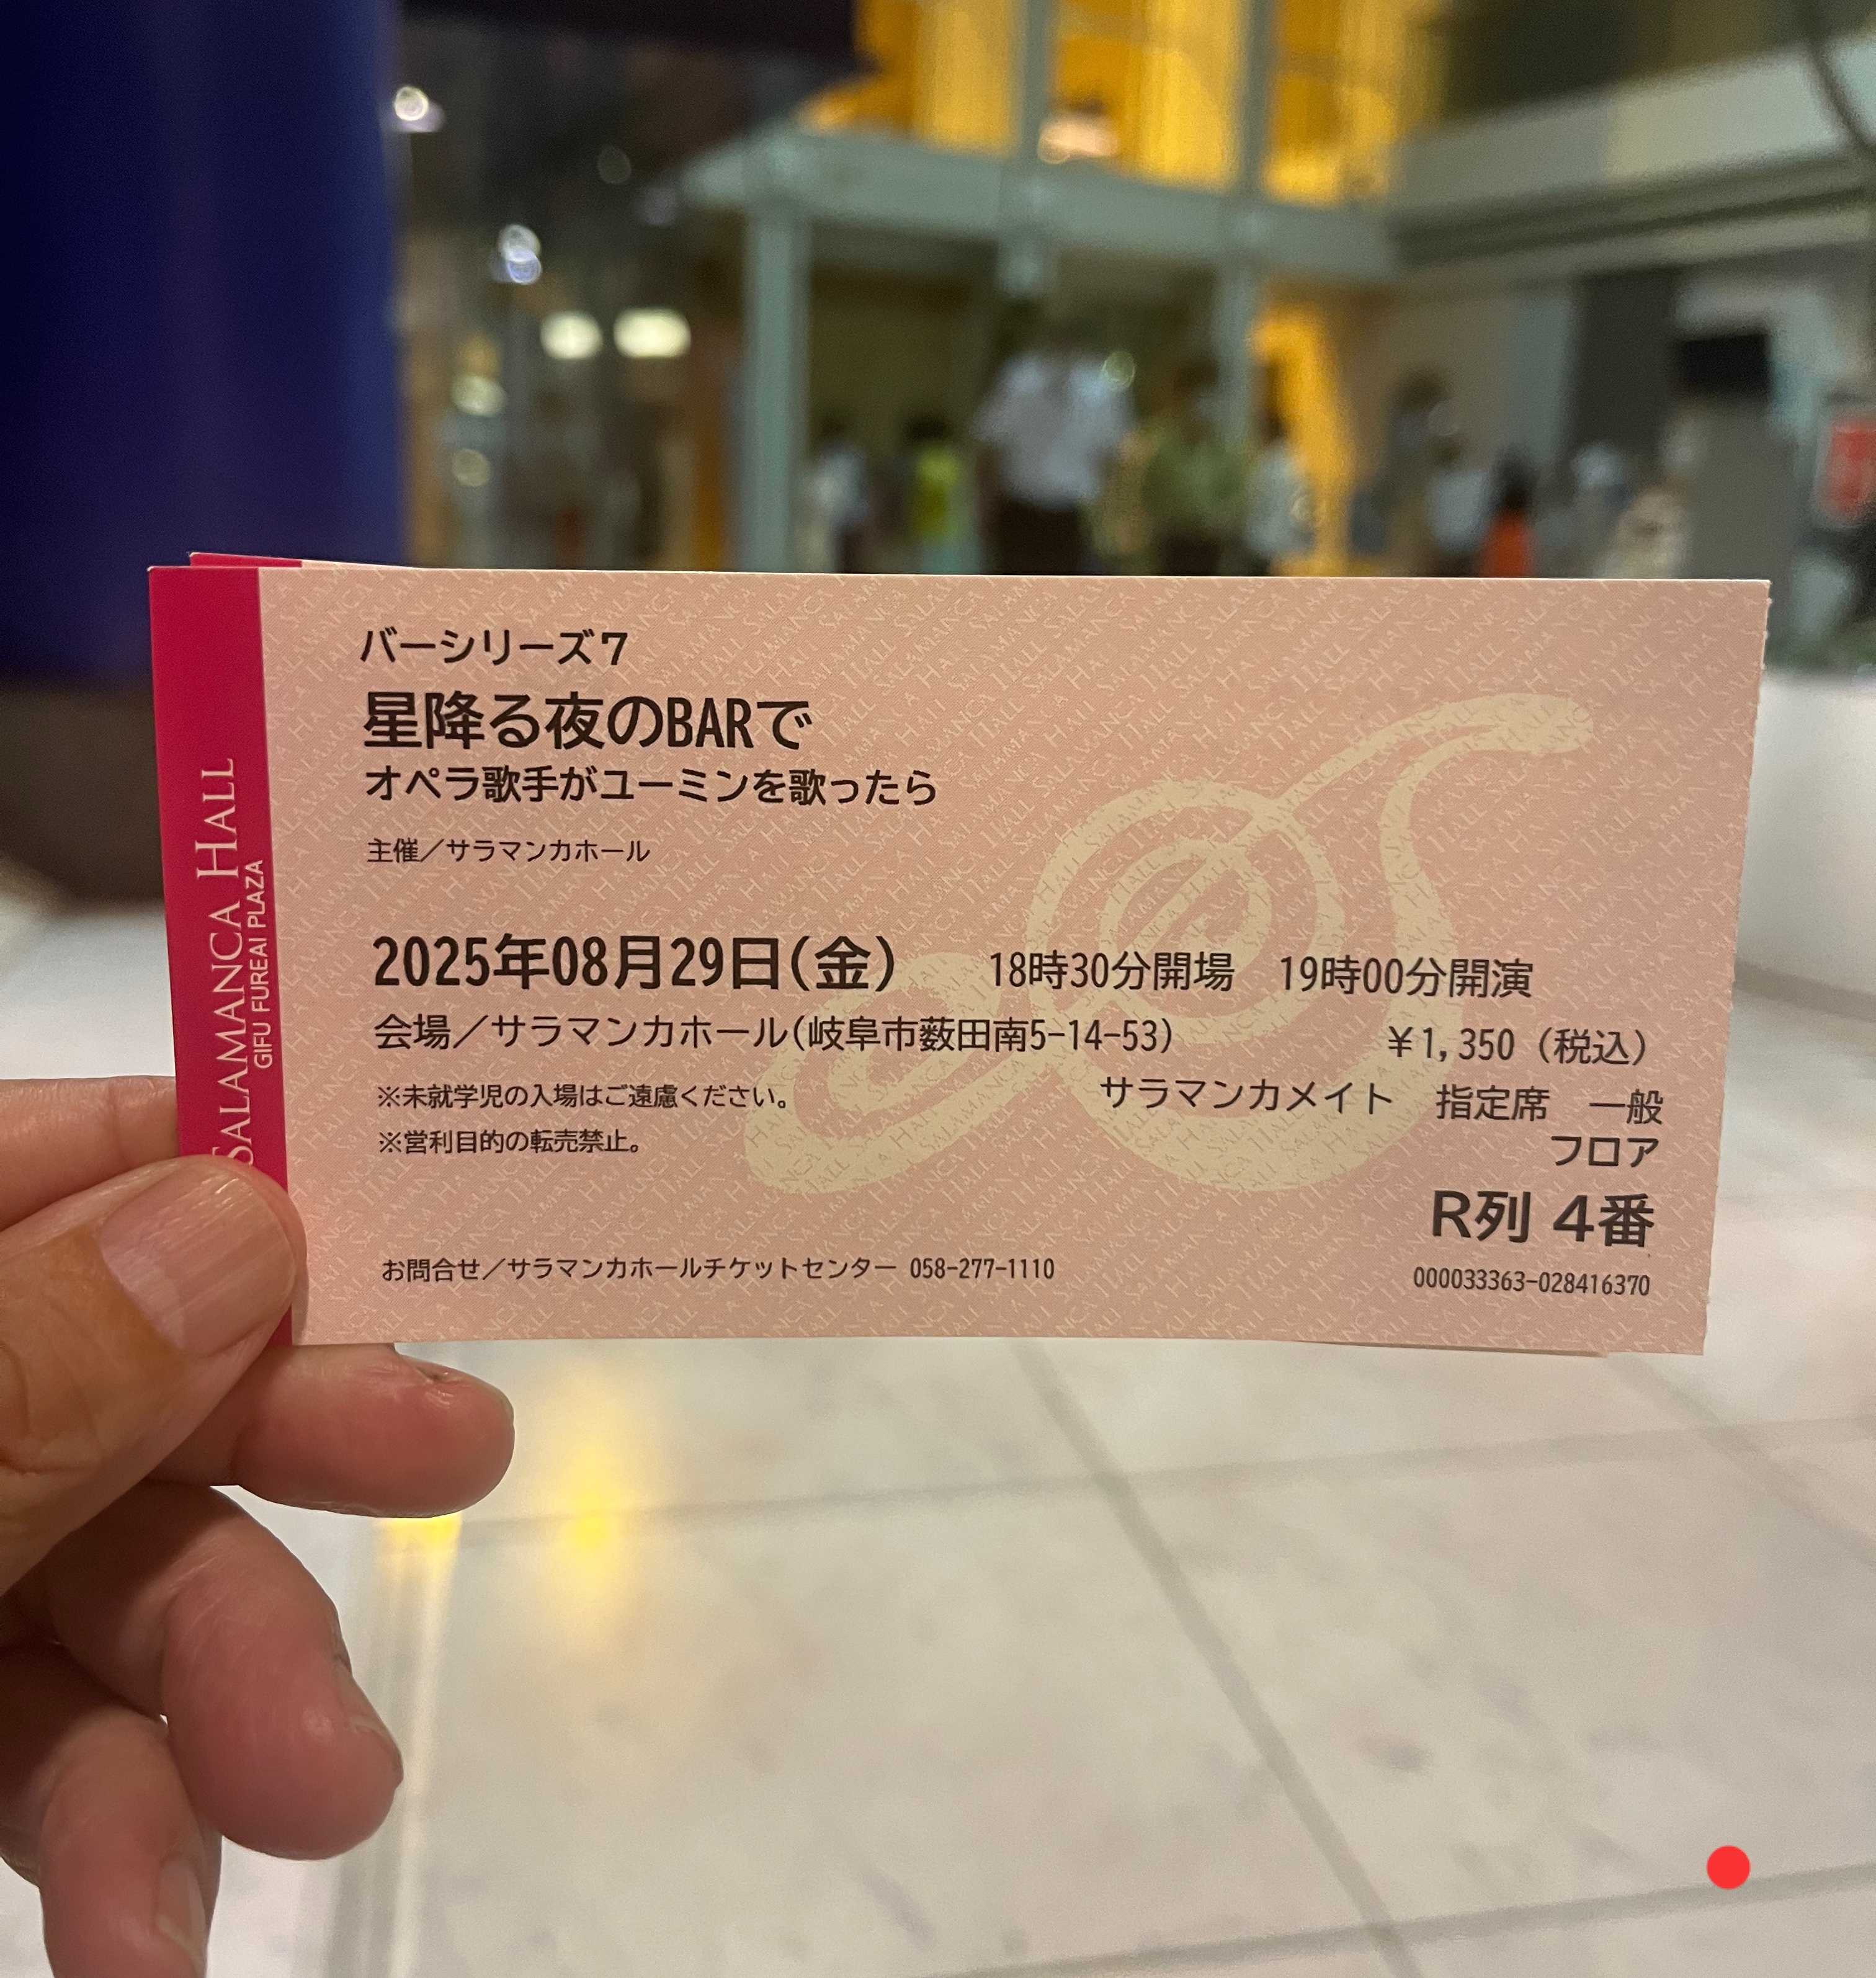 バーシリーズ7
星降る夜のBARで
オペラ歌手がユーミンを歌ったら
主催／サラマンカホール
2025年08月29日(金) 18時30分開場 19時00分開演
会場／サラマンカホール(岐阜市薮田南5-14-53)
¥1,350 (税込)
※未就学児の入場はご遠慮ください。
サラマンカメイト 指定席 一般
※営利目的の転売禁止。
フロア
R列 4番
お問合せ／サラマンカホールチケットセンター 058-277-1110
000033363-028416370
SALAMANCA HALL
GIFU FUREAI PLAZA